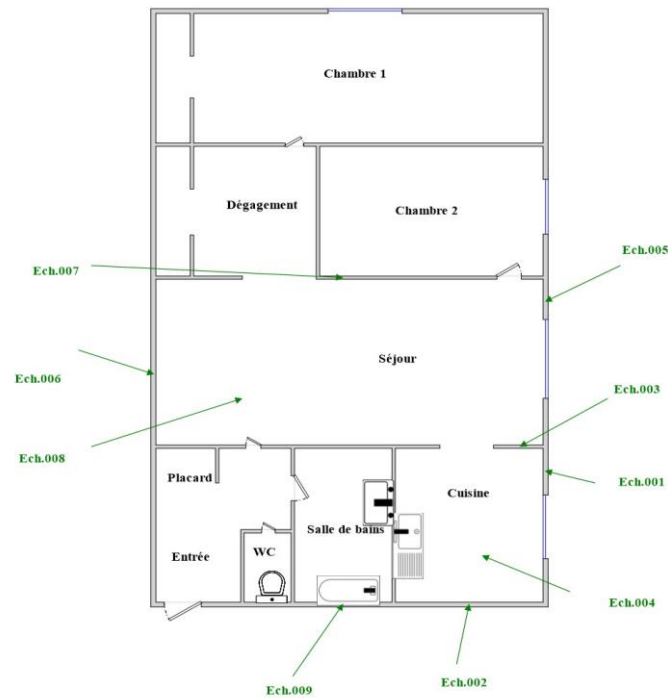 Chambre 1
Dégagement
Chambre 2
Ech.005
Ech.007
Séjour
Ech.006
Ech.003
Ech.008
Placard
Ech.001
Cuisine
Salle de bains
Entrée
WC
Ech.004
Ech.002
Ech.009